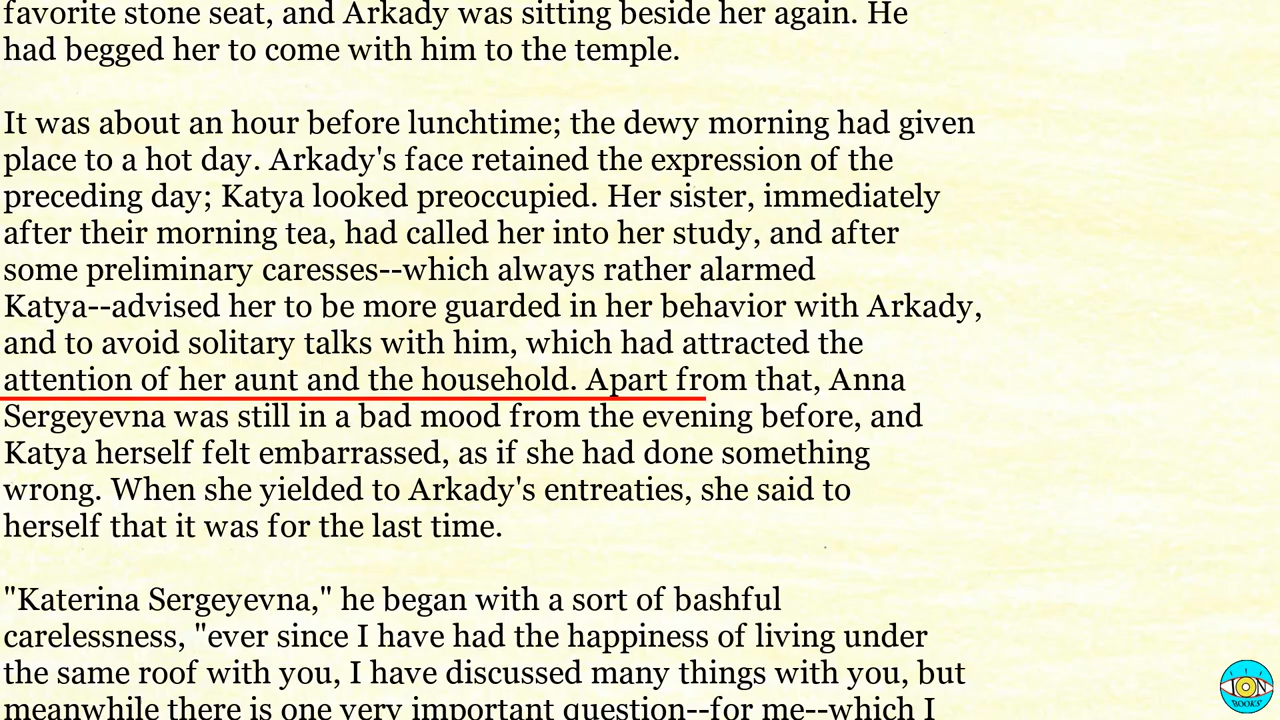 favorite stone seat, and Arkady was sitting beside her again. He
had begged her to come with him to the temple.
It was about an hour before lunchtime; the dewy morning had given
place to a hot day. Arkady's face retained the expression of the
preceding day; Katya looked preoccupied. Her sister, immediately
after their morning tea, had called her into her study, and after
some preliminary caresses--which always rather alarmed
Katya--advised her to be more guarded in her behavior with Arkady,
and to avoid solitary talks with him, which had attracted the
attention of her aunt and the household. Apart from that, Anna
Sergeyevna was still in a bad mood from the evening before, and
Katya herself felt embarrassed, as if she had done something
wrong. When she yielded to Arkady's entreaties, she said to
herself that it was for the last time.
"Katerina Sergeyevna," he began with a sort of bashful
carelessness, "ever since I have had the happiness of living under
the same roof with you, I have discussed many things with you, but
meanwhile there is one very important question--for me--which I
ION
BOOKS